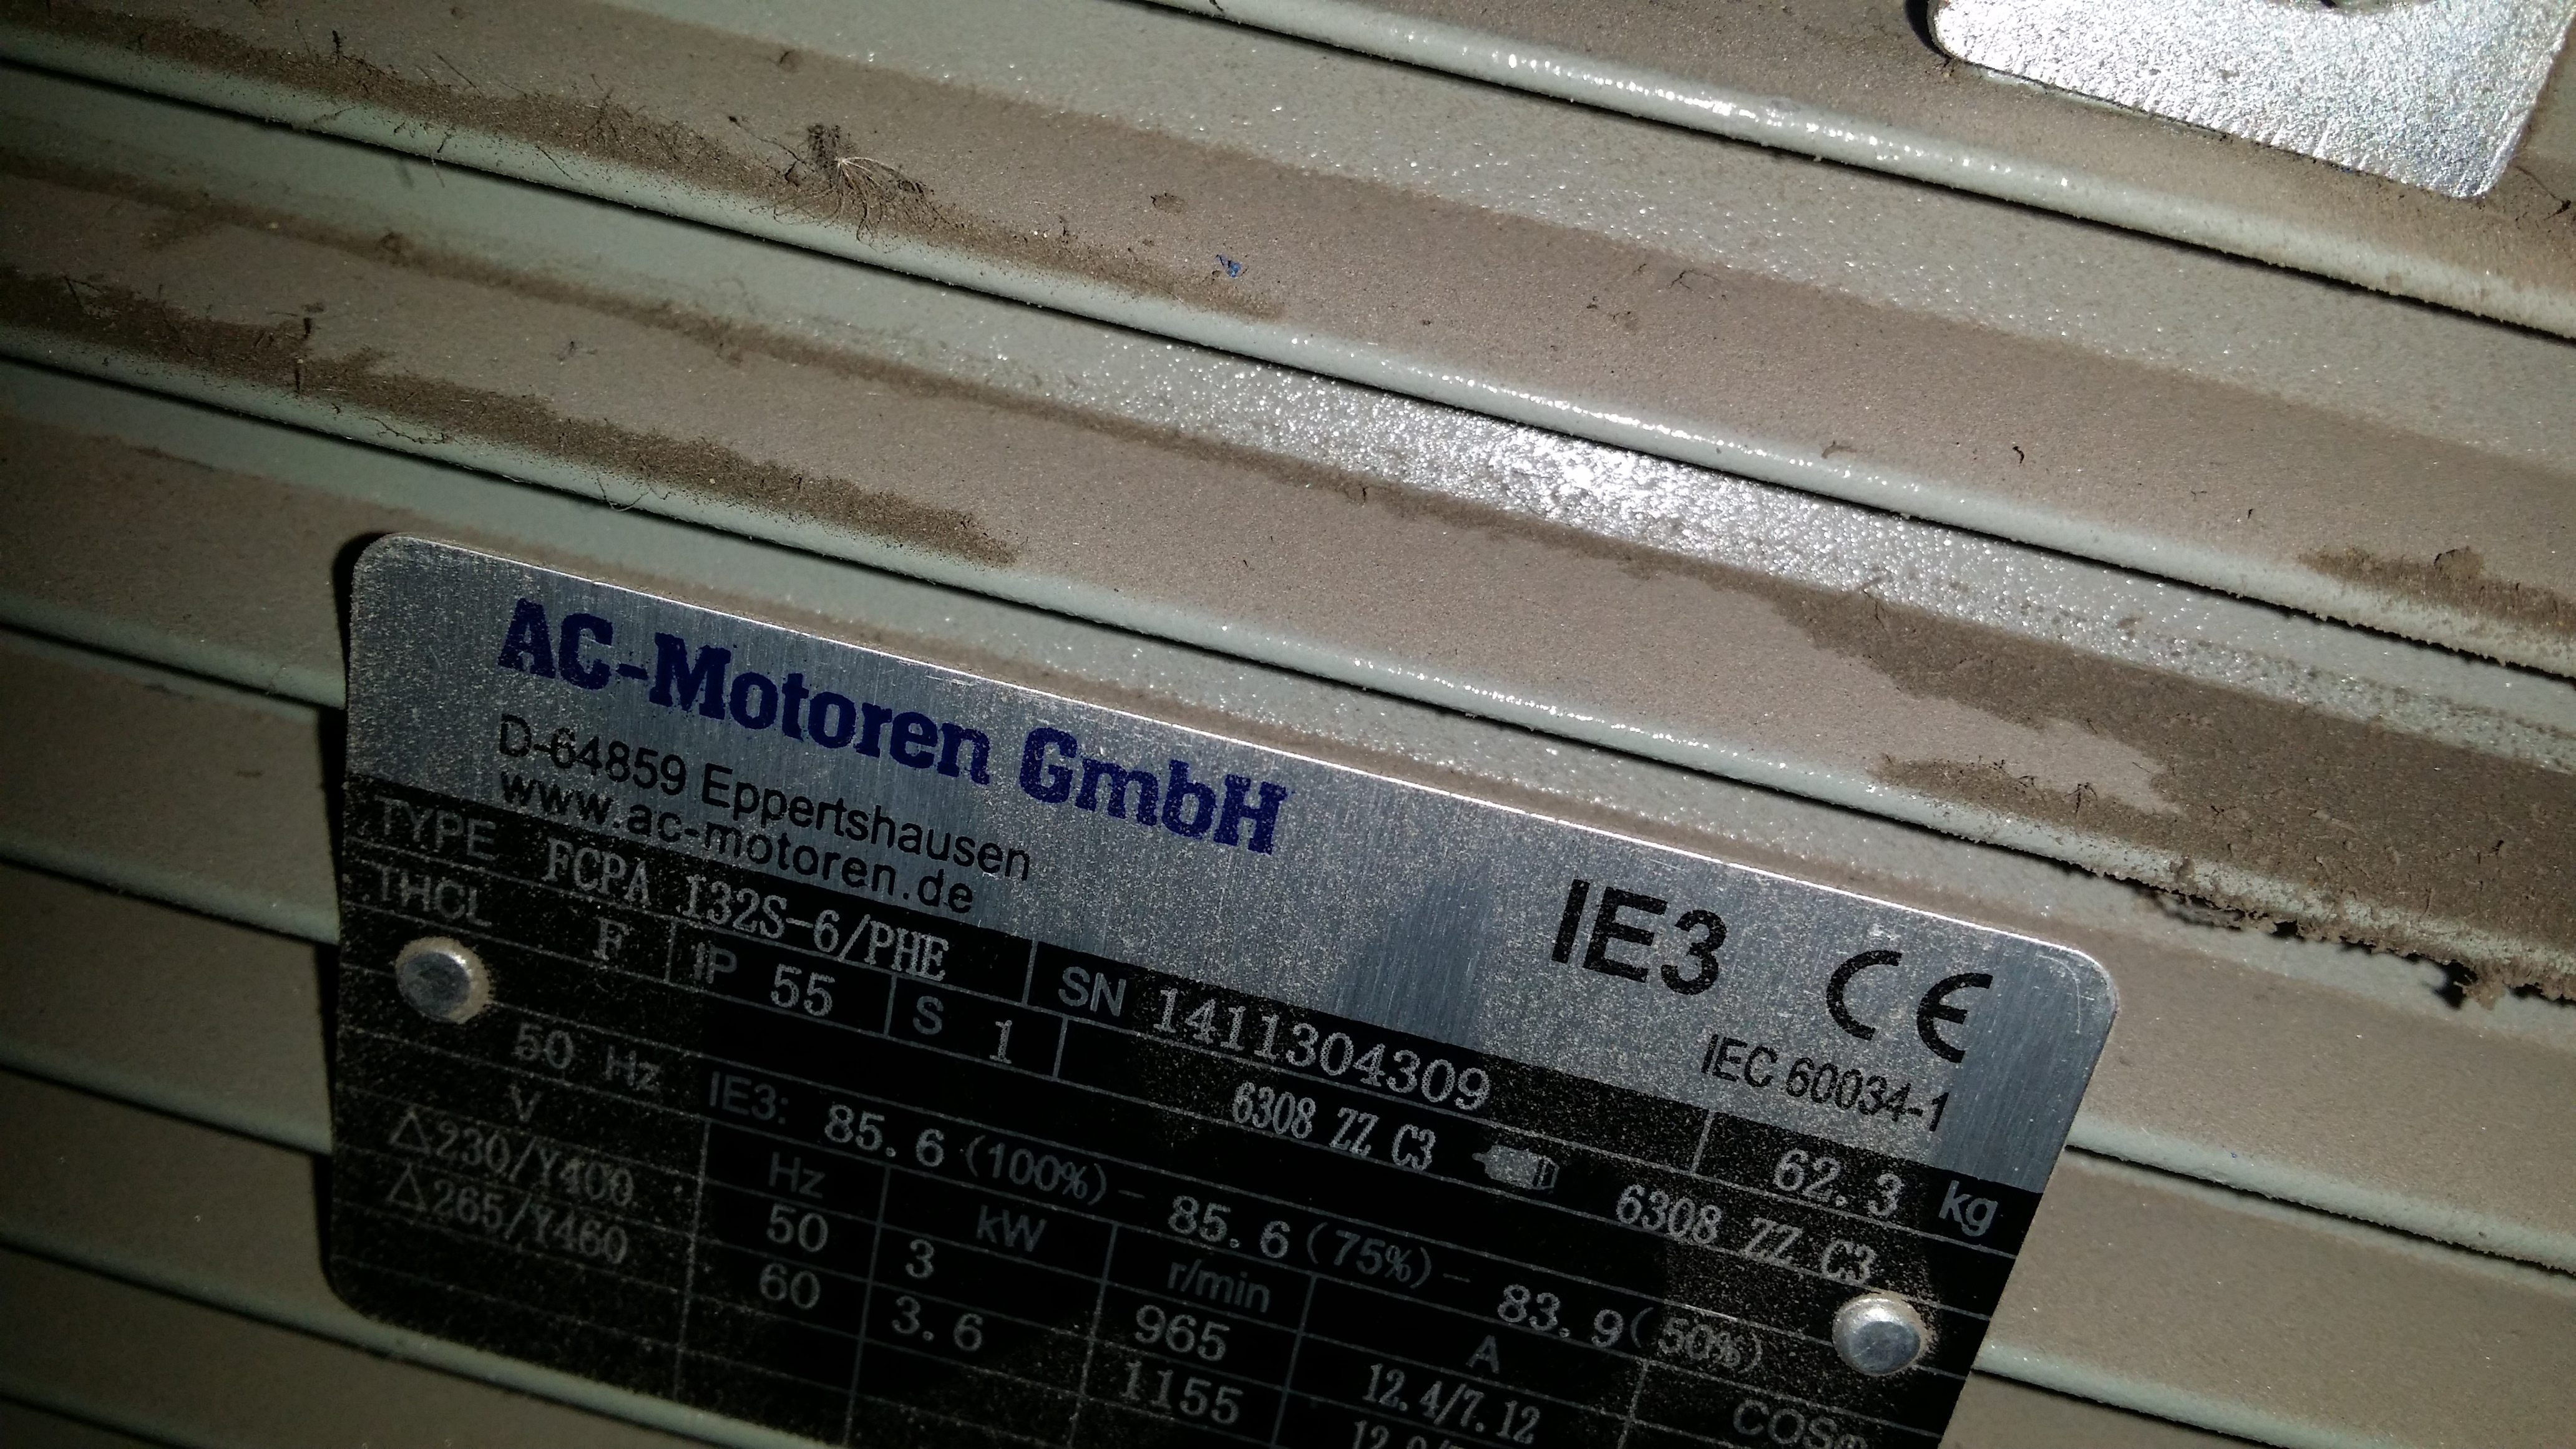 AC-Motoren GmbH
D-64859 Eppertshausen
www.ac-motoren.de
IE3 CE
IEC 60034-1
TYPE FCPA 132S-6/PHE SN 1411304309 62.3 kg
THCL F IP 55 S 1 6308 ZZ C3 6308 ZZ C3
50 Hz IE3: 85.6 (100%) - 85.6 (75%) - 83.9 (50%)
V Hz kW r/min A
△230/Y400 50 3 965 12.4/7.12
△265/Y460 60 3.6 1155